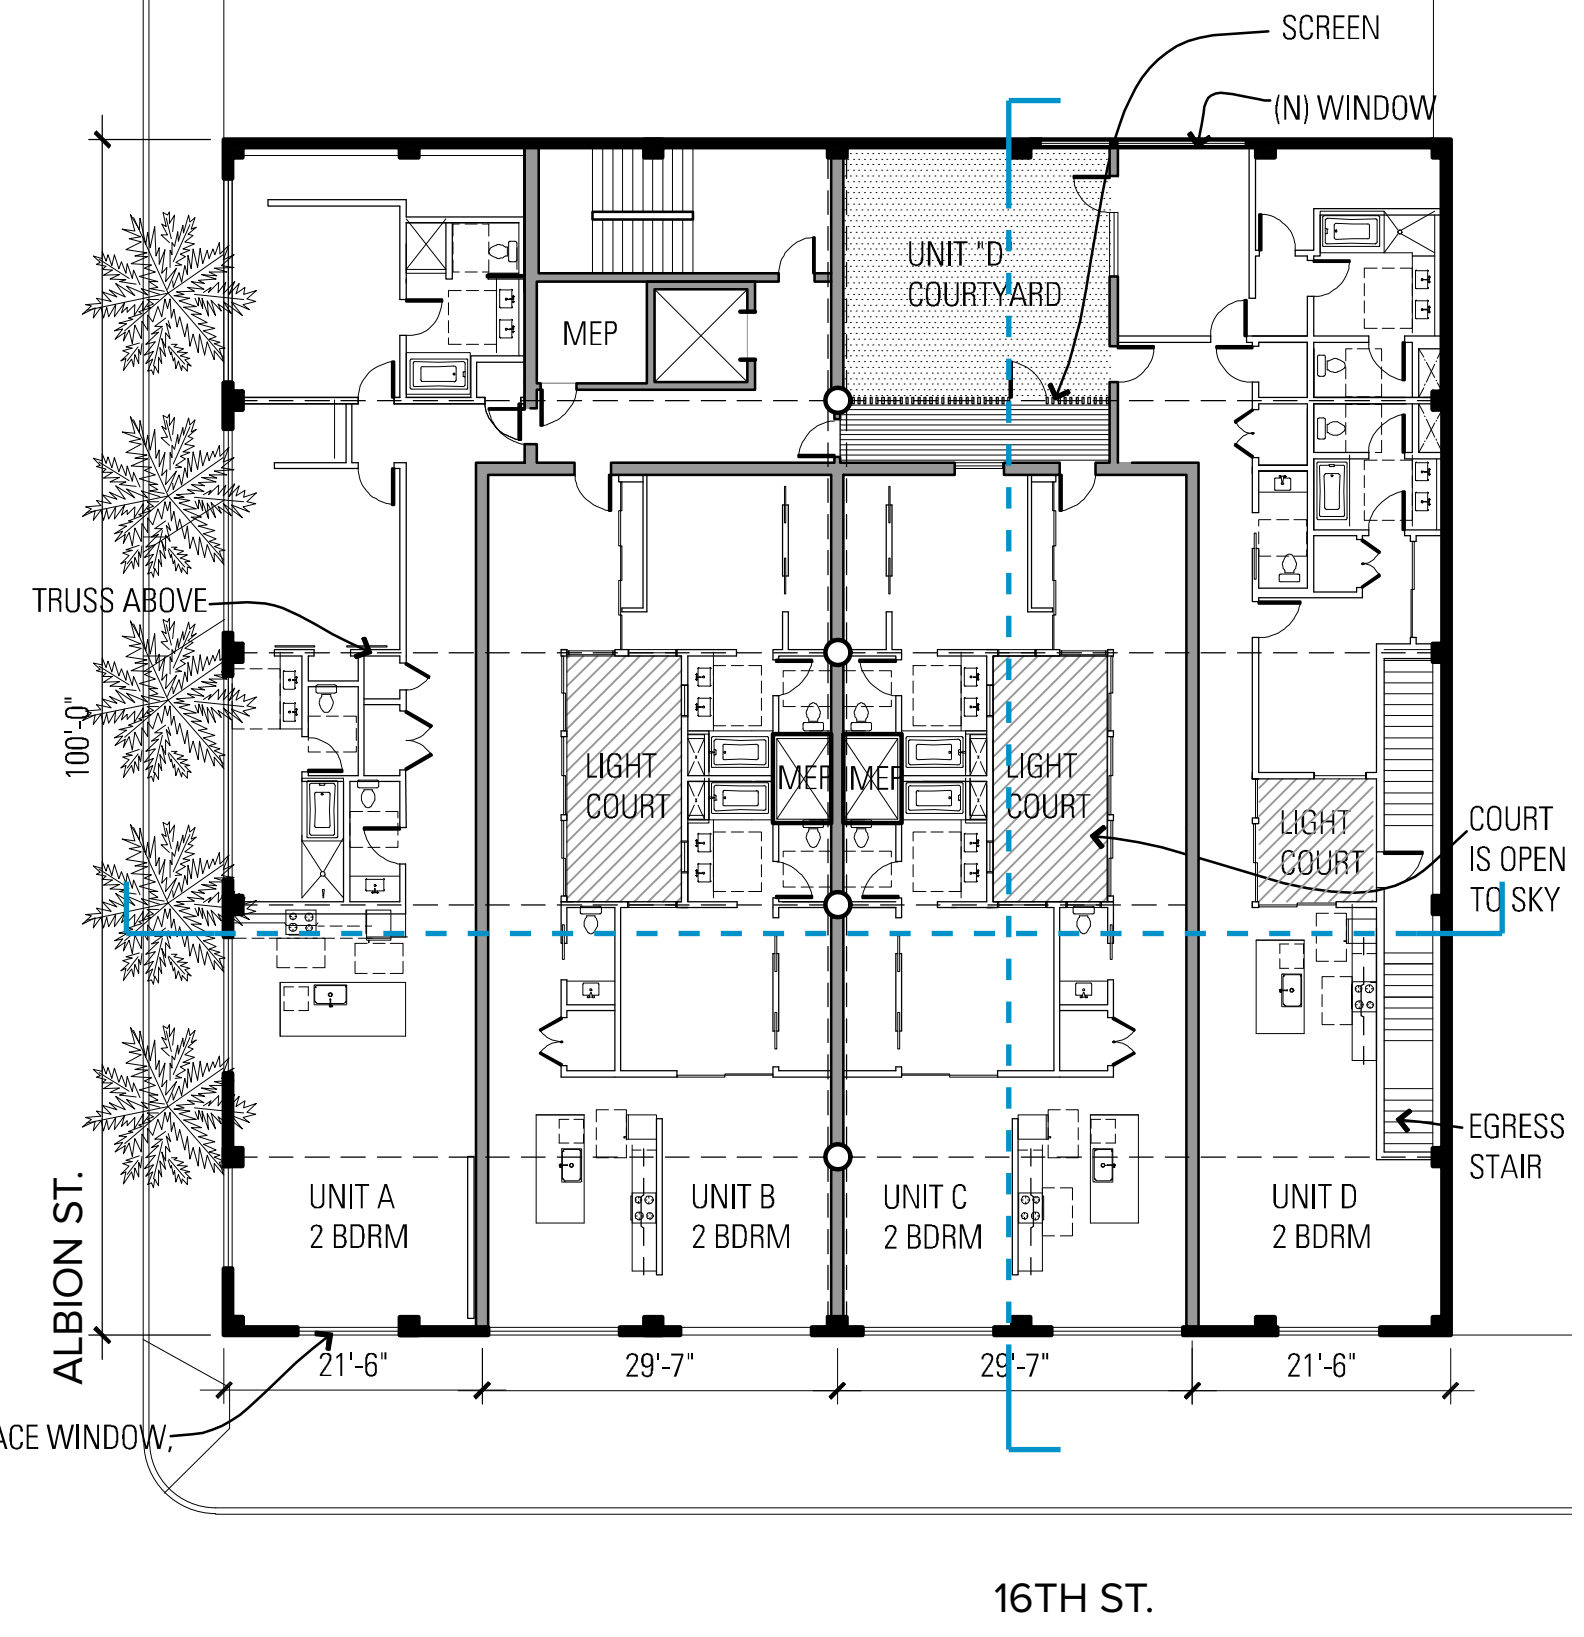 SCREEN
(N) WINDOW
UNIT "D
COURTYARD
MEP
TRUSS ABOVE
100'-0"
LIGHT
COURT
MEP
MEP
LIGHT
COURT
LIGHT
COURT
COURT
IS OPEN
TO SKY
EGRESS
STAIR
UNIT A
2 BDRM
UNIT B
2 BDRM
UNIT C
2 BDRM
UNIT D
2 BDRM
ALBION ST.
21'-6"
29'-7"
29'-7"
21'-6"
ACE WINDOW,
16TH ST.